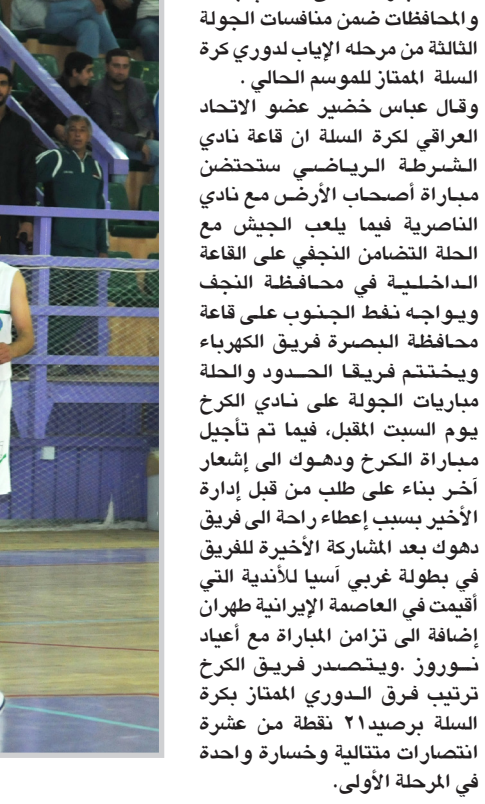 والمحافظات ضمن منافسات الجولة
الثالثة من مرحله الإياب لدوري كرة
السلة الممتاز للموسم الحالي .
وقال عباس خضير عضو الاتحاد
العراقي لكرة السلة ان قاعة نادي
الشرطة الرياضي ستحتضن
مباراة أصحاب الأرض مع نادي
الناصرية فيما يلعب الجيش مع
الحلة التضامن النجفي على القاعة
الداخلية في محافظة النجف
ويواجه نفط الجنوب على قاعة
محافظة البصرة فريق الكهرباء
ويختتم فريقا الحدود والحلة
مباريات الجولة على نادي الكرخ
يوم السبت المقبل، فيما تم تأجيل
مباراة الكرخ ودهوك الى إشعار
آخر بناء على طلب من قبل إدارة
الأخير بسبب إعطاء راحة الى فريق
دهوك بعد المشاركة الأخيرة للفريق
في بطولة غربي آسيا للأندية التي
أقيمت في العاصمة الإيرانية طهران
إضافة الى تزامن المباراة مع أعياد
نوروز .ويتصدر فريق الكرخ
ترتيب فرق الدوري الممتاز بكرة
السلة برصيد٢١ نقطة من عشرة
انتصارات متتالية وخسارة واحدة
في المرحلة الأولى.